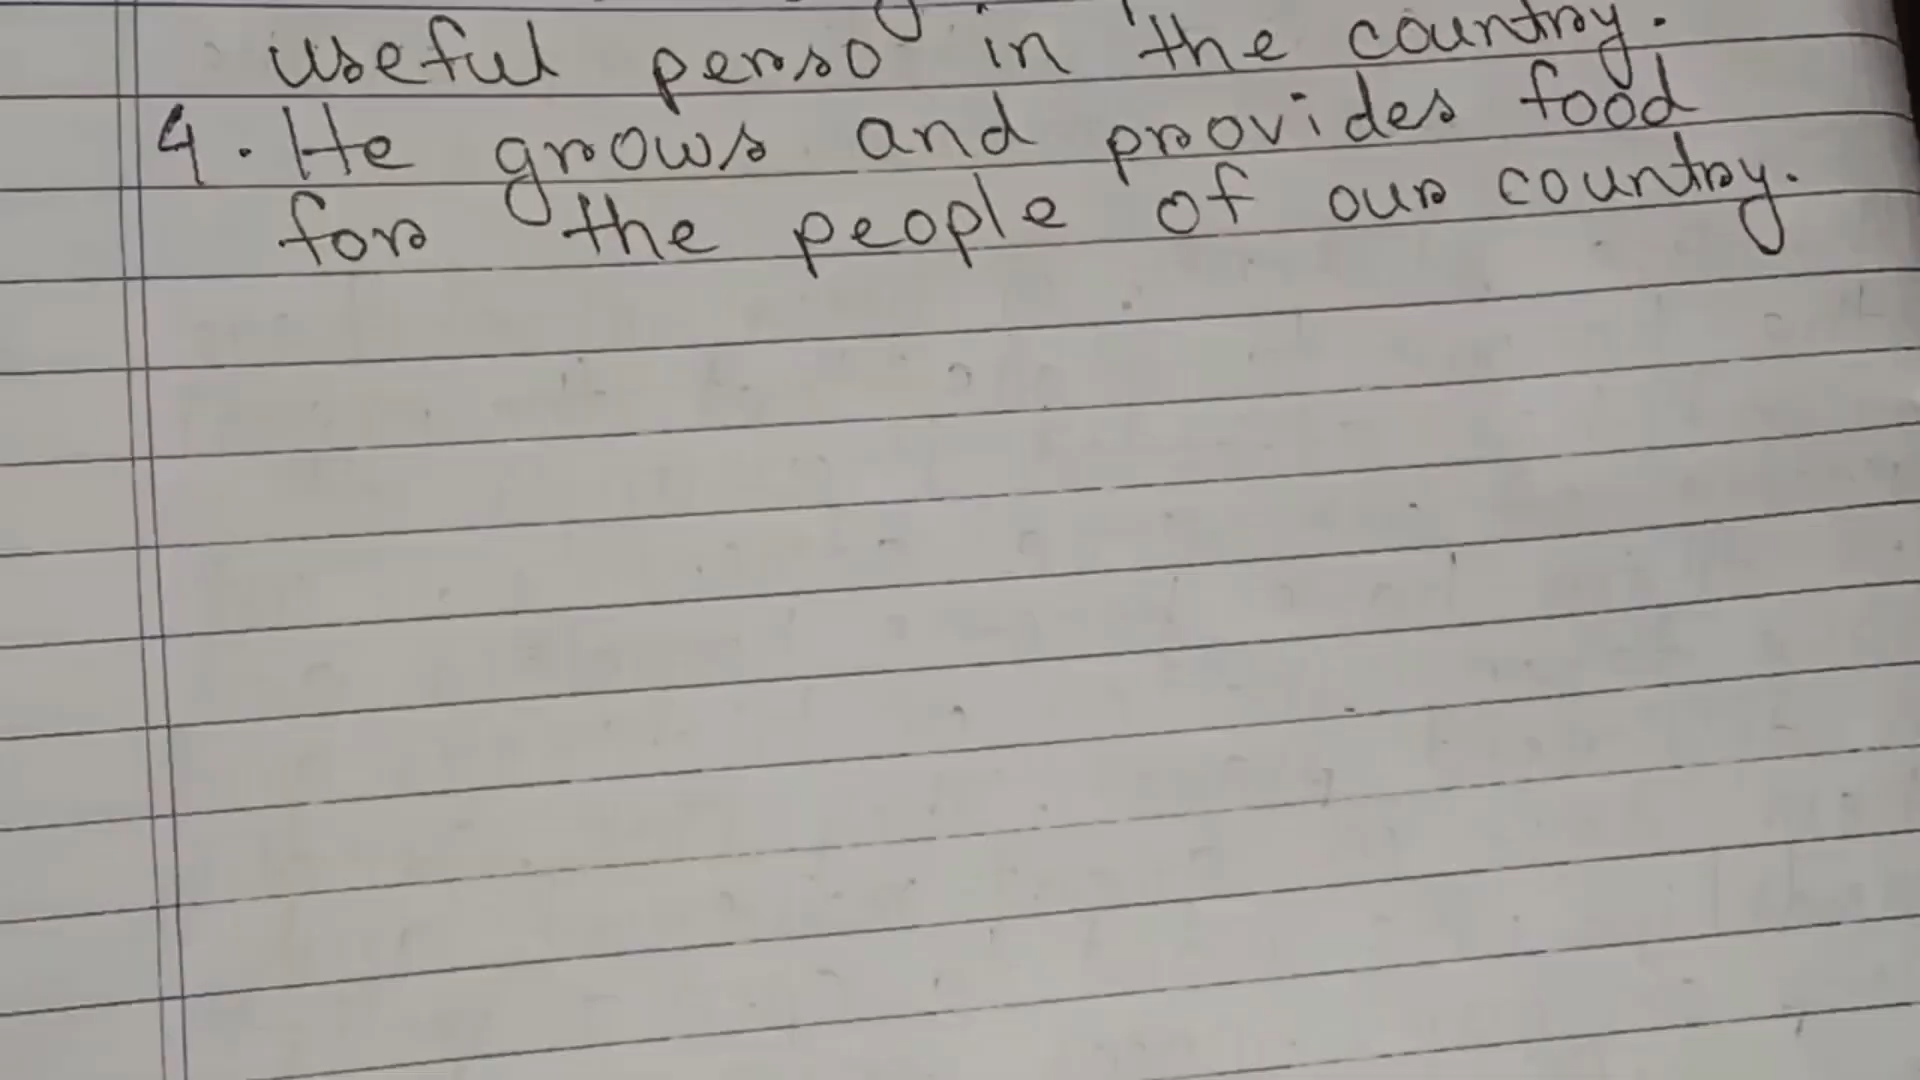 useful perso in the country.
4. He grows and provides food
for the people of our country.